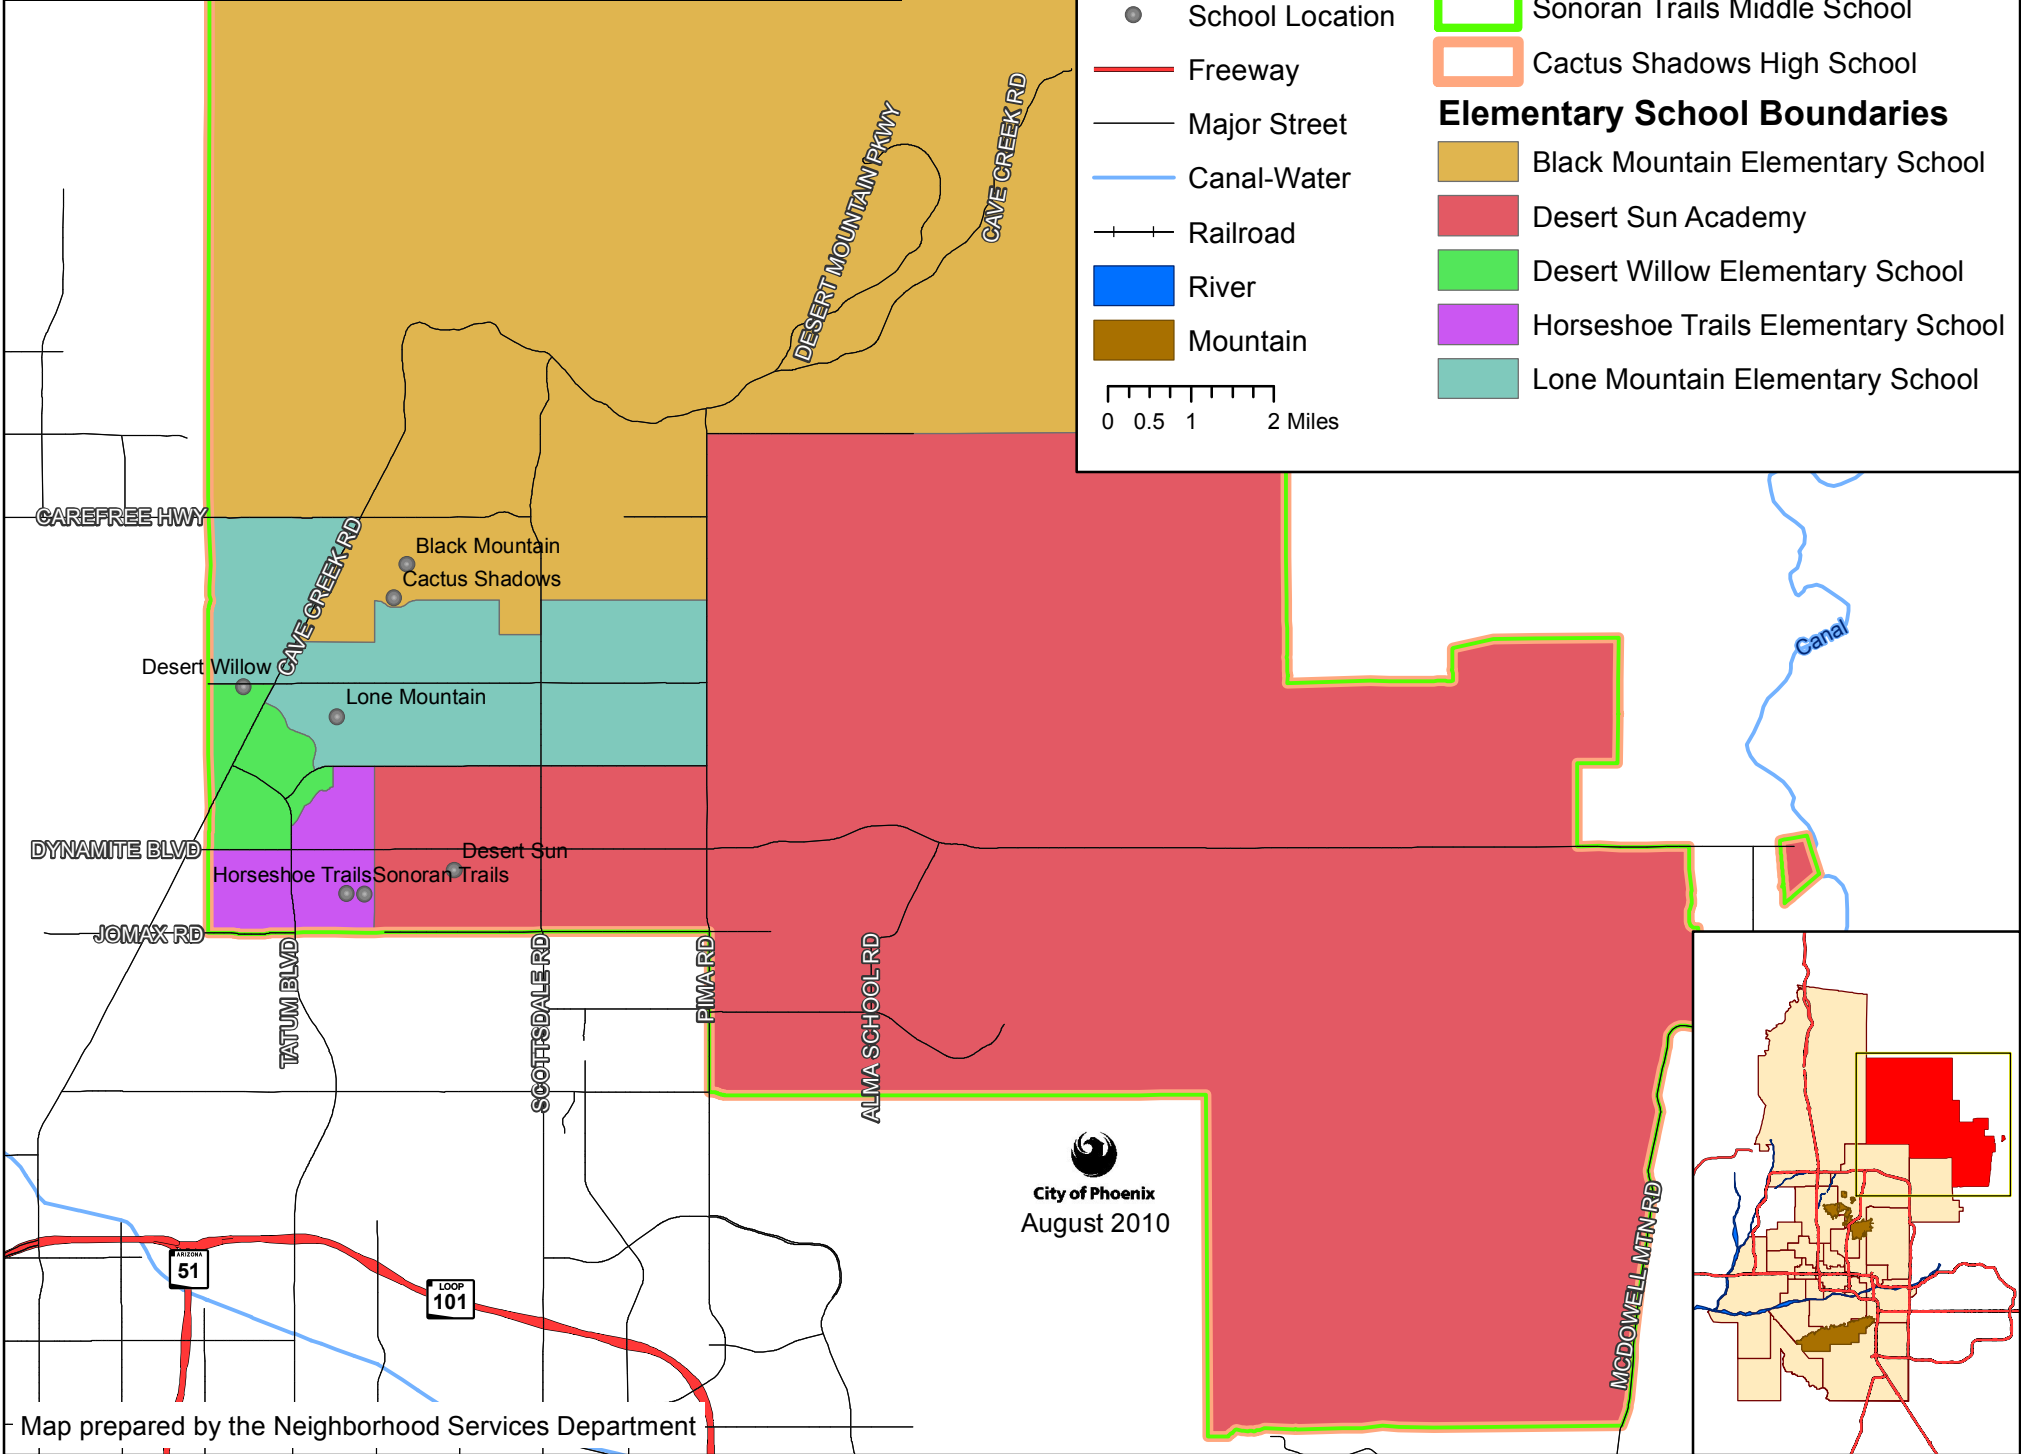 School Location
Freeway
Major Street
Canal-Water
Railroad
River
Mountain
0 0.5 1 2 Miles
Sonoran Trails Middle School
Cactus Shadows High School
Elementary School Boundaries
Black Mountain Elementary School
Desert Sun Academy
Desert Willow Elementary School
Horseshoe Trails Elementary School
Lone Mountain Elementary School
DESERT MOUNTAIN PKWY
CAVE CREEK RD
CAREFREE HWY
CAVE CREEK RD
Black Mountain
Cactus Shadows
Desert Willow
Lone Mountain
Canal
DYNAMITE BLVD
Desert Sun
Horseshoe Trails
Sonoran Trails
JOMAX RD
TATUM BLVD
SCOTTSDALE RD
PIMA RD
ALMA SCHOOL RD
MCDOWELL MTN RD
City of Phoenix
August 2010
ARIZONA
51
LOOP
101
Map prepared by the Neighborhood Services Department